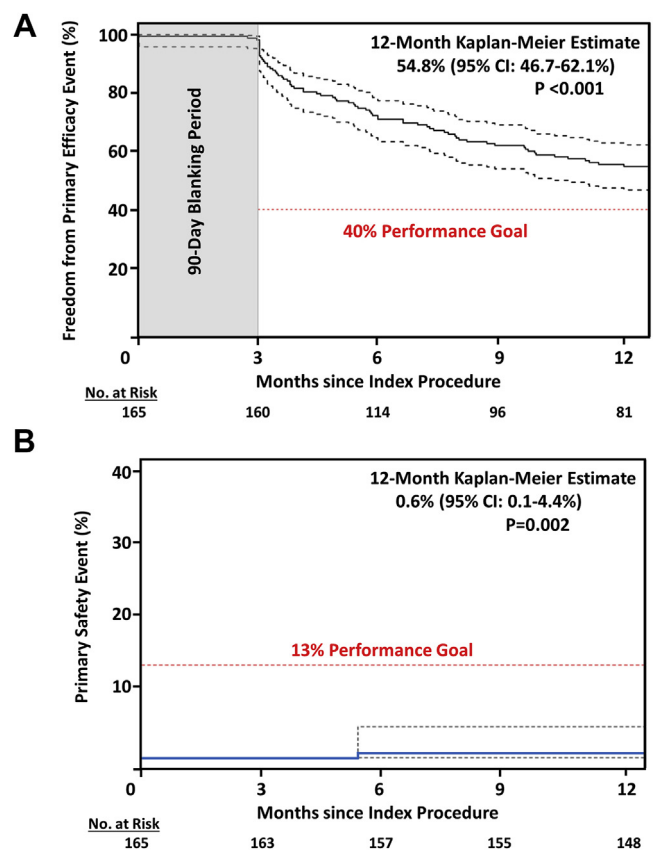 A
Freedom from Primary Efficacy Event (%)
100
80
60
40
20
0
90-Day Blanking Period
12-Month Kaplan-Meier Estimate
54.8% (95% CI: 46.7-62.1%)
P <0.001
40% Performance Goal
3
6
9
12
Months since Index Procedure
No. at Risk
165
160
114
96
81
B
Primary Safety Event (%)
40
30
20
10
12-Month Kaplan-Meier Estimate
0.6% (95% CI: 0.1-4.4%)
P=0.002
13% Performance Goal
0
3
6
9
12
Months since Index Procedure
No. at Risk
165
163
157
155
148